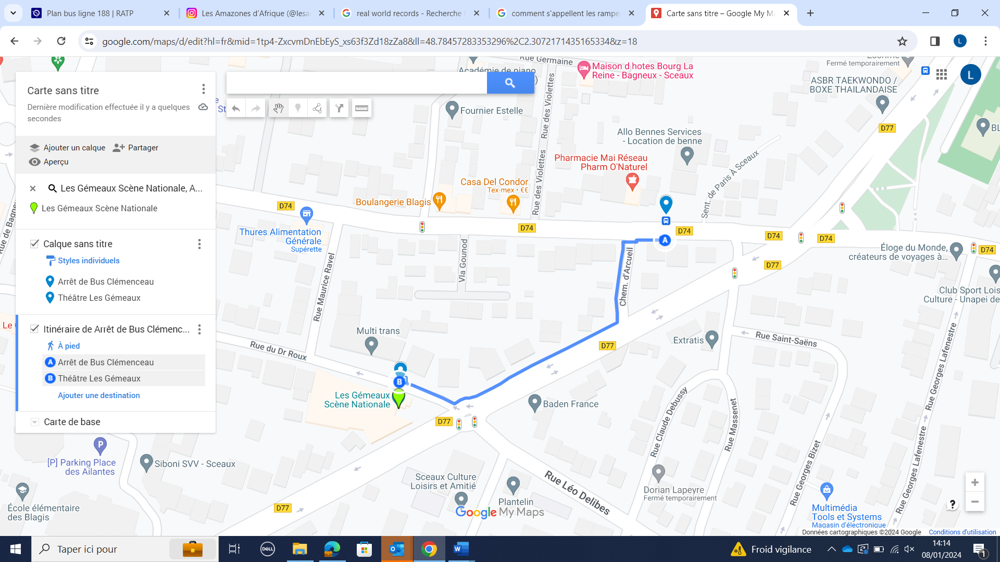 Plan bus ligne 188 | RATP
Les Amazones d'Afrique (@lesa
real world records - Recherche
comment s'appellent les rampe
Carte sans titre – Google My Ma
google.com/maps/d/edit?hl=fr&mid=1tp4-ZxcvmDnEbEyS_xs63f3Zd18zZa8&ll=48.78457283353296%2C2.3072171435165334&z=18
L
Carte sans titre
Dernière modification effectuée il y a quelques
secondes
Ajouter un calque
Partager
Aperçu
Les Gémeaux Scène Nationale, A...
Les Gémeaux Scène Nationale
Calque sans titre
Styles individuels
Arrêt de Bus Clémenceau
Théâtre Les Gémeaux
Itinéraire de Arrêt de Bus Clémenc...
À pied
A Arrêt de Bus Clémenceau
B Théâtre Les Gémeaux
Ajouter une destination
Carte de base
Académie de piano
Rue Germaine
Maison d hotes Bourg La
Reine - Bagneux - Sceaux
Fermé temporairement
L
ASBR TAEKWONDO /
BOXE THAILANDAISE
Fournier Estelle
Rue des Violettes
Rue des Violettes
D77
BL
Allo Bennes Services
- Location de benne
Pharmacie Mai Réseau
Pharm O'Naturel
Casa Del Condor
Tex-mex • €€
Boulangerie Blagis
Sent. de Paris À Sceaux
D74
D74
D74
D74
D74
D74
Thures Alimentation
Générale
Supérette
A
Vla Gounod
Chem. d'Arcueil
Rue Maurice Ravel
D77
Éloge du Monde,
créateurs de voyages à...
Club Sport Lois
Culture - Unapei de
Le
Multi trans
Rue du Dr Roux
D77
Extratis
Rue Saint-Saëns
Rue Georges Lafenestre
B
Les Gémeaux
Scène Nationale
Baden France
D77
Rue Claude Debussy
Rue Massenet
Rue Georges Bizet
Rue Georges Lafenestre
P
[P] Parking Place
des Ailantes
Siboni SVV - Sceaux
Sceaux Culture
Loisirs et Amitié
Plantelin
Rue Léo Delibes
Dorian Lapeyre
Fermé temporairement
École élémentaire
des Blagis
D77
Google My Maps
Multimédia
Tools et Systems
Magasin d'électronique
?
Données cartographiques ©2024 Google
Conditions d'utilisation
Taper ici pour
DELL
Froid vigilance
14:14
08/01/2024
1